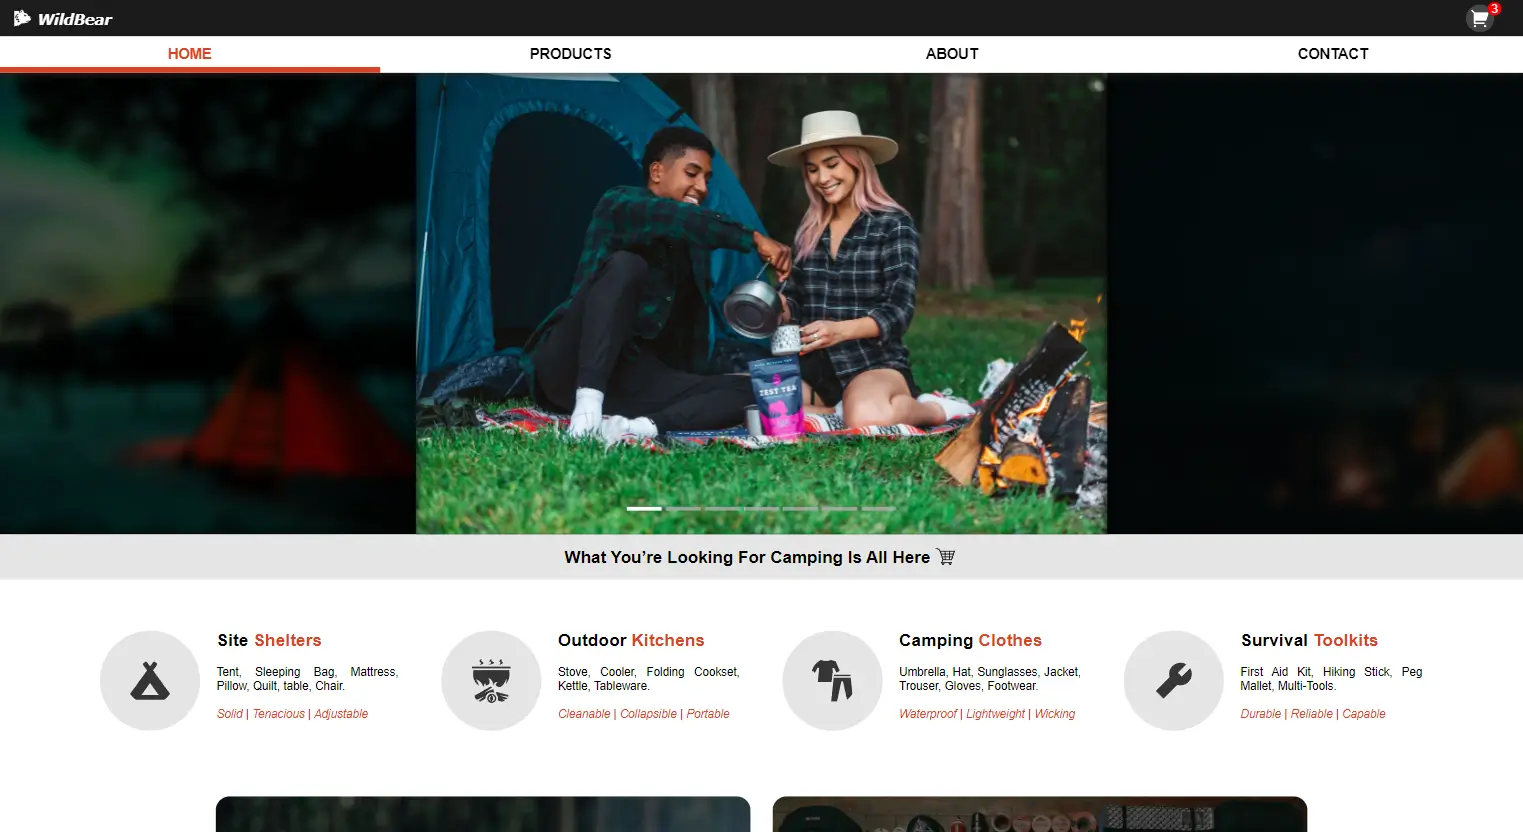 WildBear
3
HOME
PRODUCTS
ABOUT
CONTACT
ZEST TEA
What You’re Looking For Camping Is All Here
Site Shelters
Tent, Sleeping Bag, Mattress,
Pillow, Quilt, table, Chair.
Solid | Tenacious | Adjustable
Outdoor Kitchens
Stove, Cooler, Folding Cookset,
Kettle, Tableware.
Cleanable | Collapsible | Portable
Camping Clothes
Umbrella, Hat, Sunglasses, Jacket,
Trouser, Gloves, Footwear.
Waterproof | Lightweight | Wicking
Survival Toolkits
First Aid Kit, Hiking Stick, Peg
Mallet, Multi-Tools.
Durable | Reliable | Capable